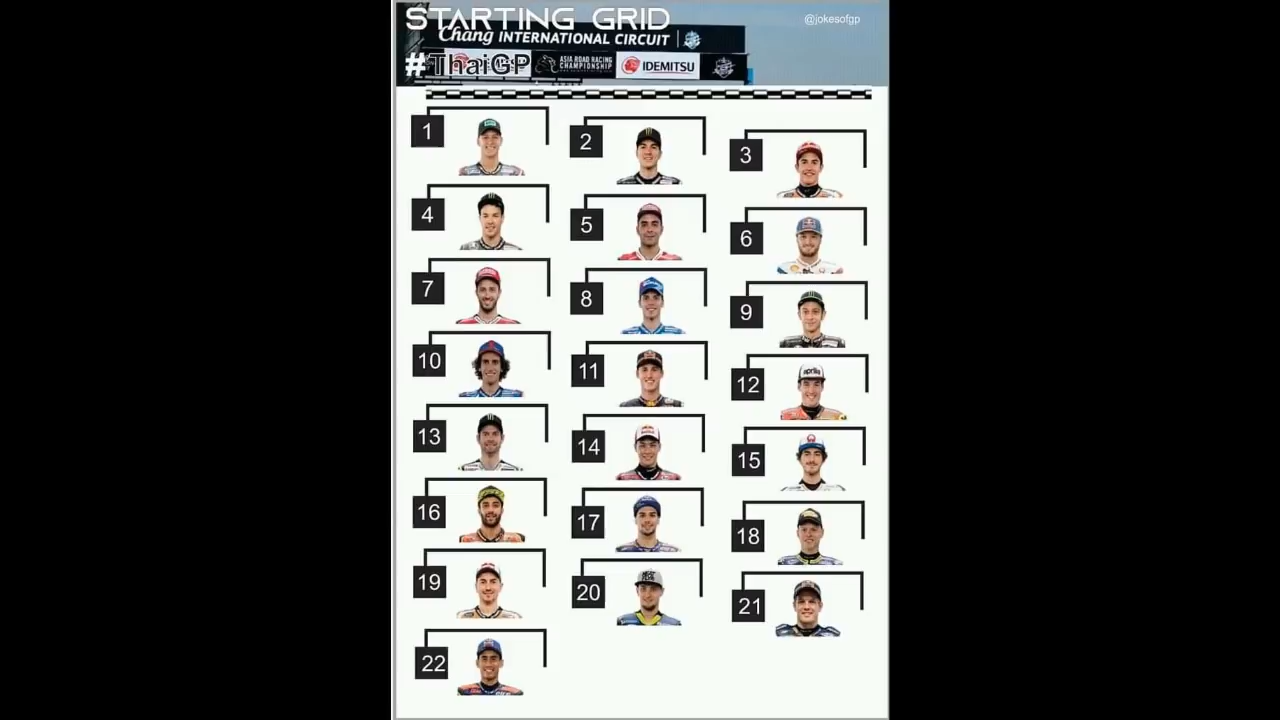 STARTING GRID
@jokesofgp
Chang INTERNATIONAL CIRCUIT
#ThaiGP
ASIA ROAD RACING
CHAMPIONSHIP
IDEMITSU
1
2
3
4
5
6
7
8
9
10
11
12
aprilia
13
14
15
16
17
18
19
20
21
22